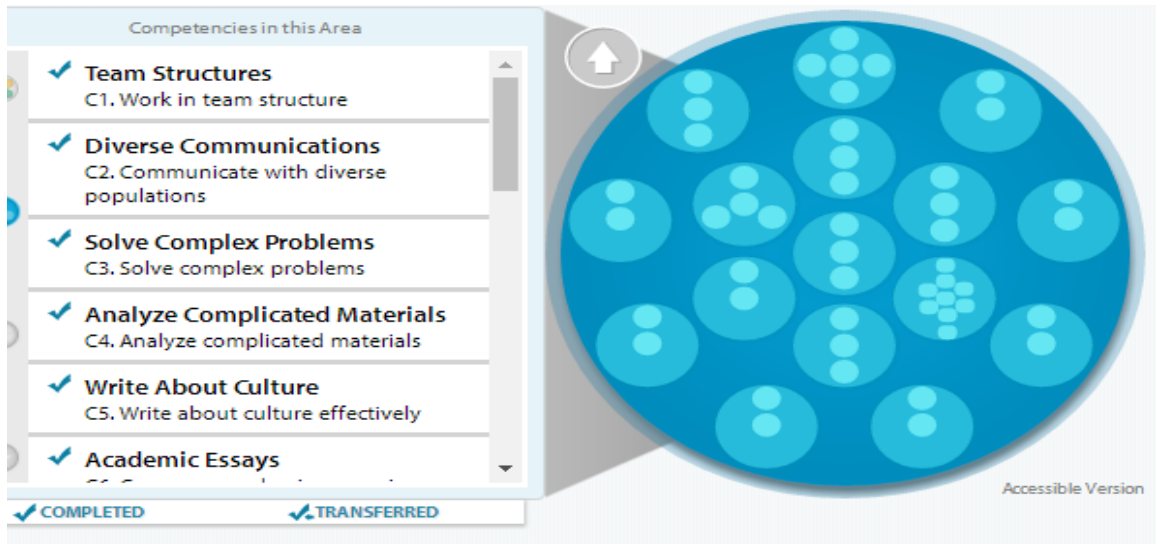 Competencies in this Area
Team Structures
C1. Work in team structure
Diverse Communications
C2. Communicate with diverse
populations
Solve Complex Problems
C3. Solve complex problems
Analyze Complicated Materials
C4. Analyze complicated materials
Write About Culture
C5. Write about culture effectively
Academic Essays
COMPLETED
TRANSFERRED
Accessible Version